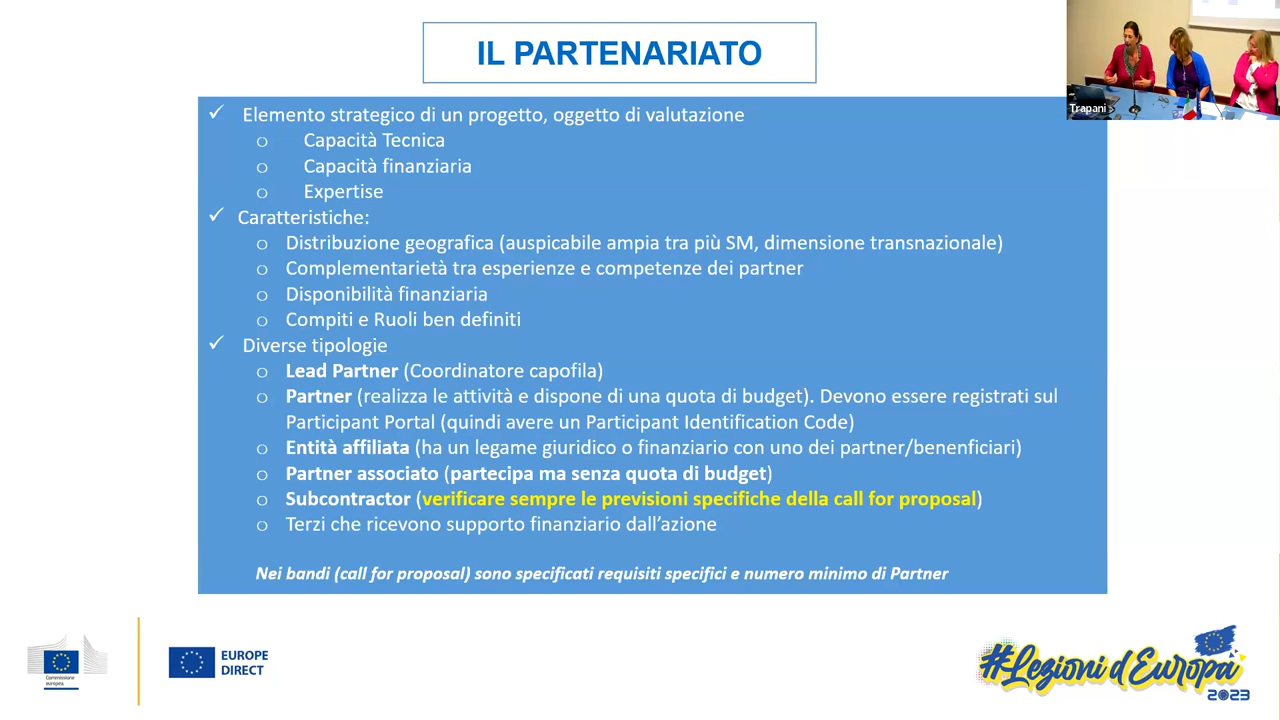 IL PARTENARIATO
Trapani
✓ Elemento strategico di un progetto, oggetto di valutazione
o Capacità Tecnica
o Capacità finanziaria
o Expertise
✓ Caratteristiche:
o Distribuzione geografica (auspicabile ampia tra più SM, dimensione transnazionale)
o Complementarietà tra esperienze e competenze dei partner
o Disponibilità finanziaria
o Compiti e Ruoli ben definiti
✓ Diverse tipologie
o Lead Partner (Coordinatore capofila)
o Partner (realizza le attività e dispone di una quota di budget). Devono essere registrati sul
Participant Portal (quindi avere un Participant Identification Code)
o Entità affiliata (ha un legame giuridico o finanziario con uno dei partner/benenficiari)
o Partner associato (partecipa ma senza quota di budget)
o Subcontractor (verificare sempre le previsioni specifiche della call for proposal)
o Terzi che ricevono supporto finanziario dall'azione
Nei bandi (call for proposal) sono specificati requisiti specifici e numero minimo di Partner
Commissione
europea
EUROPE
DIRECT
#Lezioni d'Europa
2023